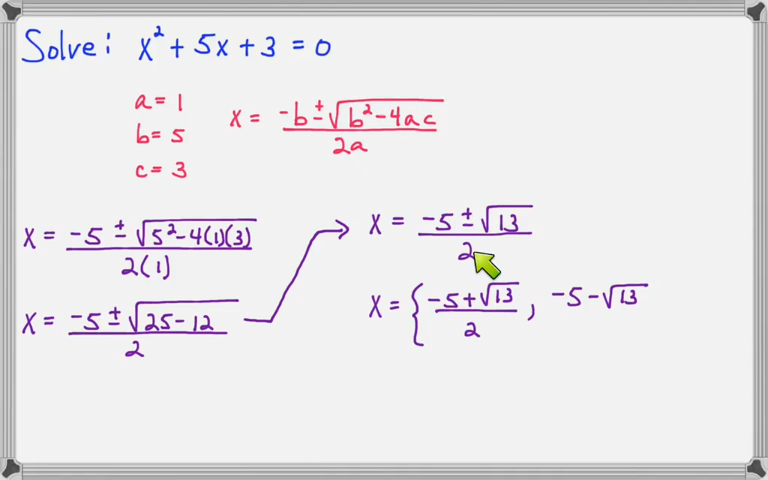 Solve: x² + 5x + 3 = 0
a = 1
b = 5
c = 3
x = (-b ± √(b² - 4ac)) / 2a
x = (-5 ± √(5² - 4(1)(3))) / 2(1)
x = (-5 ± √(25 - 12)) / 2
x = (-5 ± √13) / 2
x = { (-5 + √13) / 2 , -5 - √13